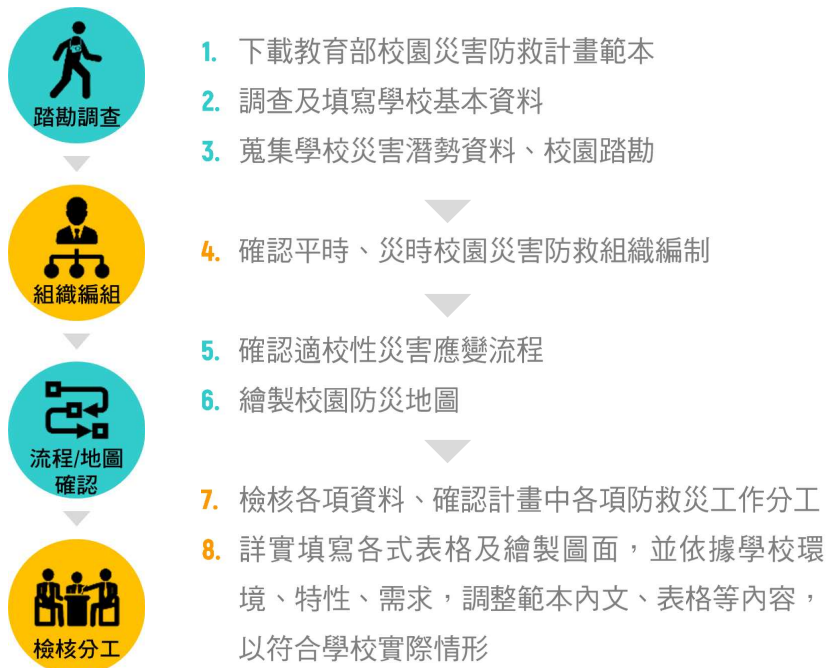 踏勘調查
1. 下載教育部校園災害防救計畫範本
2. 調查及填寫學校基本資料
3. 蒐集學校災害潛勢資料、校園踏勘
組織編組
4. 確認平時、災時校園災害防救組織編制
流程/地圖
確認
5. 確認適校性災害應變流程
6. 繪製校園防災地圖
檢核分工
7. 檢核各項資料、確認計畫中各項防救災工作分工
8. 詳實填寫各式表格及繪製圖面，並依據學校環
境、特性、需求，調整範本內文、表格等內容，
以符合學校實際情形